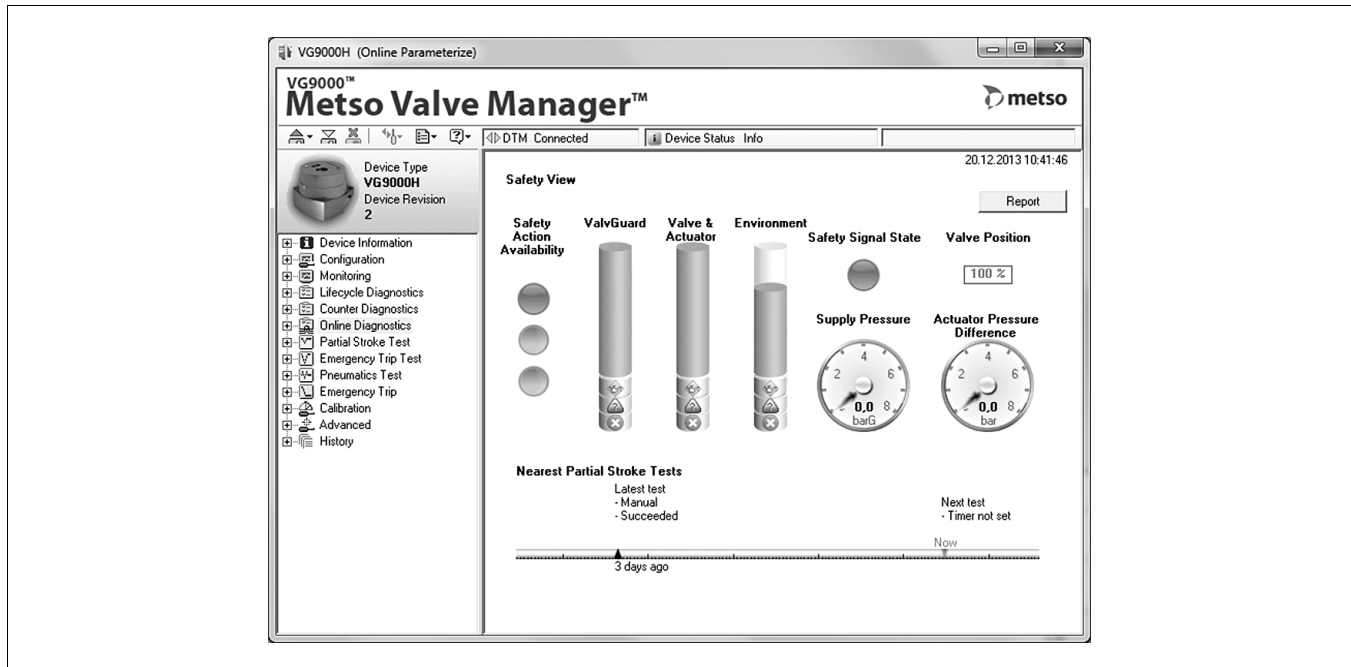 VG9000H (Online Parameterize)
VG9000™
Metso Valve Manager™
metso
DTM Connected
Device Status Info
Device Type
VG9000H
Device Revision
2
Device Information
Configuration
Monitoring
Lifecycle Diagnostics
Counter Diagnostics
Online Diagnostics
Partial Stroke Test
Emergency Trip Test
Pneumatics Test
Emergency Trip
Calibration
Advanced
History
20.12.2013 10:41:46
Safety View
Report
Safety
Action
Availability
ValvGuard
Valve &
Actuator
Environment
Safety Signal State
Valve Position
100 %
Supply Pressure
2 4 6 8
0,0
barG
Actuator Pressure
Difference
2 4 6 8
0,0
bar
Nearest Partial Stroke Tests
Latest test
- Manual
- Succeeded
Next test
- Timer not set
Now
3 days ago